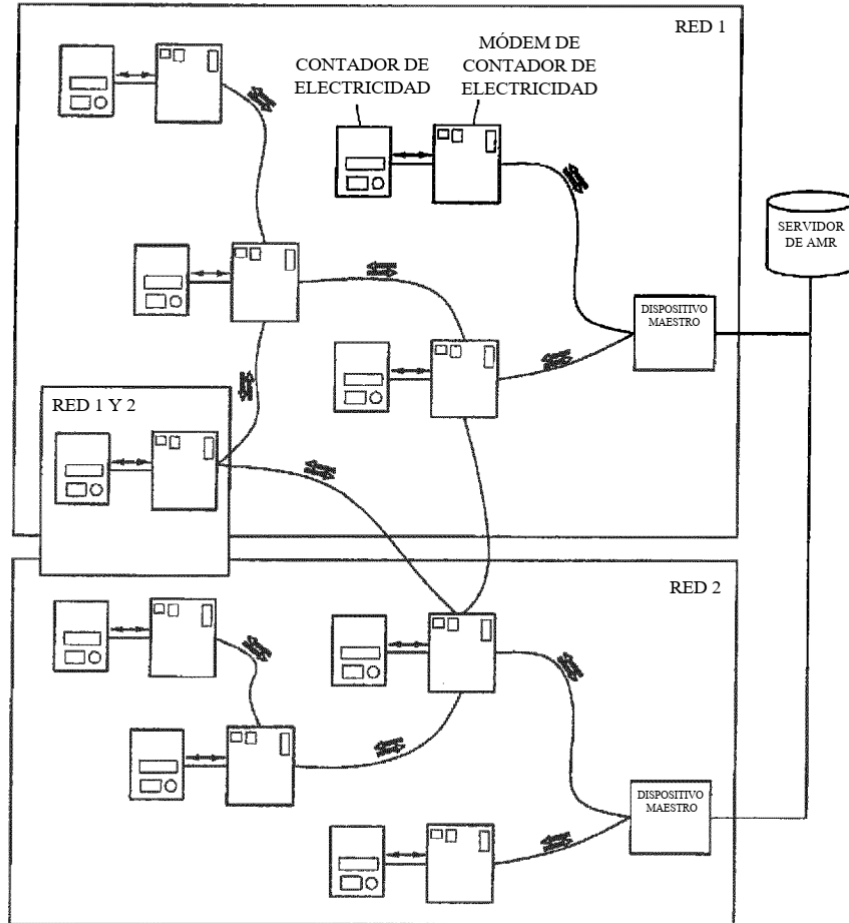 RED 1
CONTADOR DE
ELECTRICIDAD
MÓDEM DE
CONTADOR DE
ELECTRICIDAD
SERVIDOR
DE AMR
DISPOSITIVO
MAESTRO
RED 1 Y 2
RED 2
DISPOSITIVO
MAESTRO